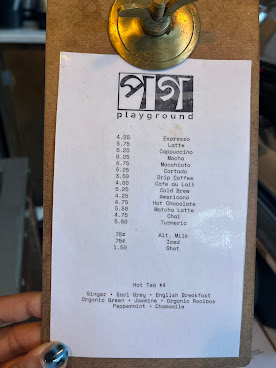 পগ
playground
4.25 Espresso
5.75 Latte
5.25 Cappuccino
6.25 Mocha
4.75 Macchiato
5.25 Cortado
3.50 Drip Coffee
4.00 Cafe au Lait
5.25 Cold Brew
4.25 Americano
4.75 Hot Chocolate
5.50 Matcha Latte
4.75 Chai
5.50 Turmeric
75¢ Alt. Milk
75¢ Iced
1.50 Shot
Hot Tea $4
Ginger • Earl Grey • English Breakfast
Organic Green • Jasmine • Organic Rooibos
Peppermint • Chamomile